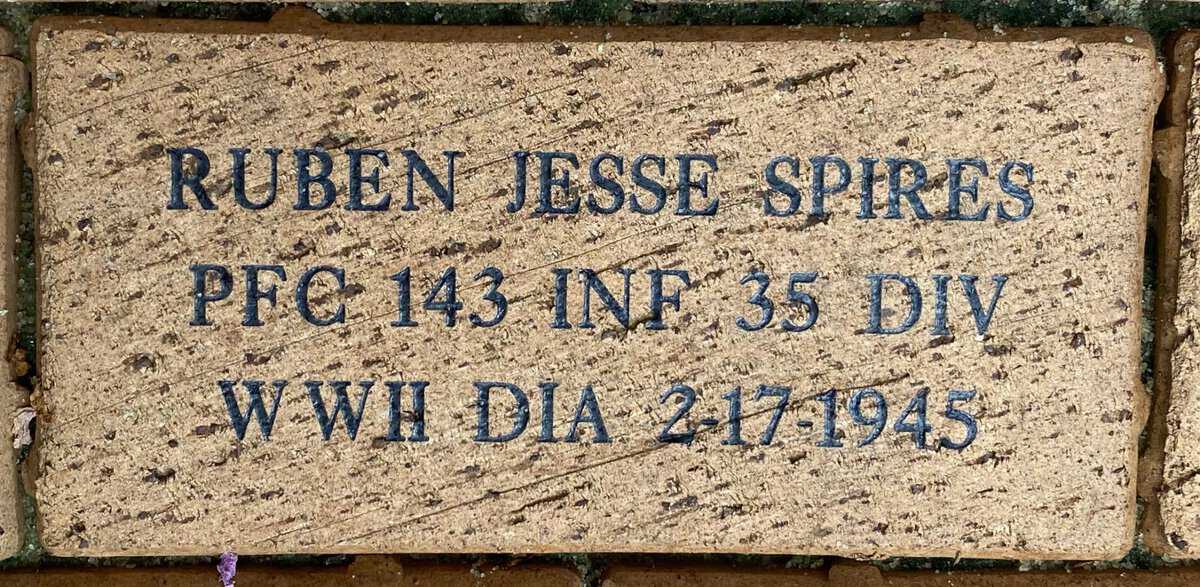 RUBEN JESSE SPIRES
PFC 143 INF 35 DIV
WWII DIA 2-17-1945